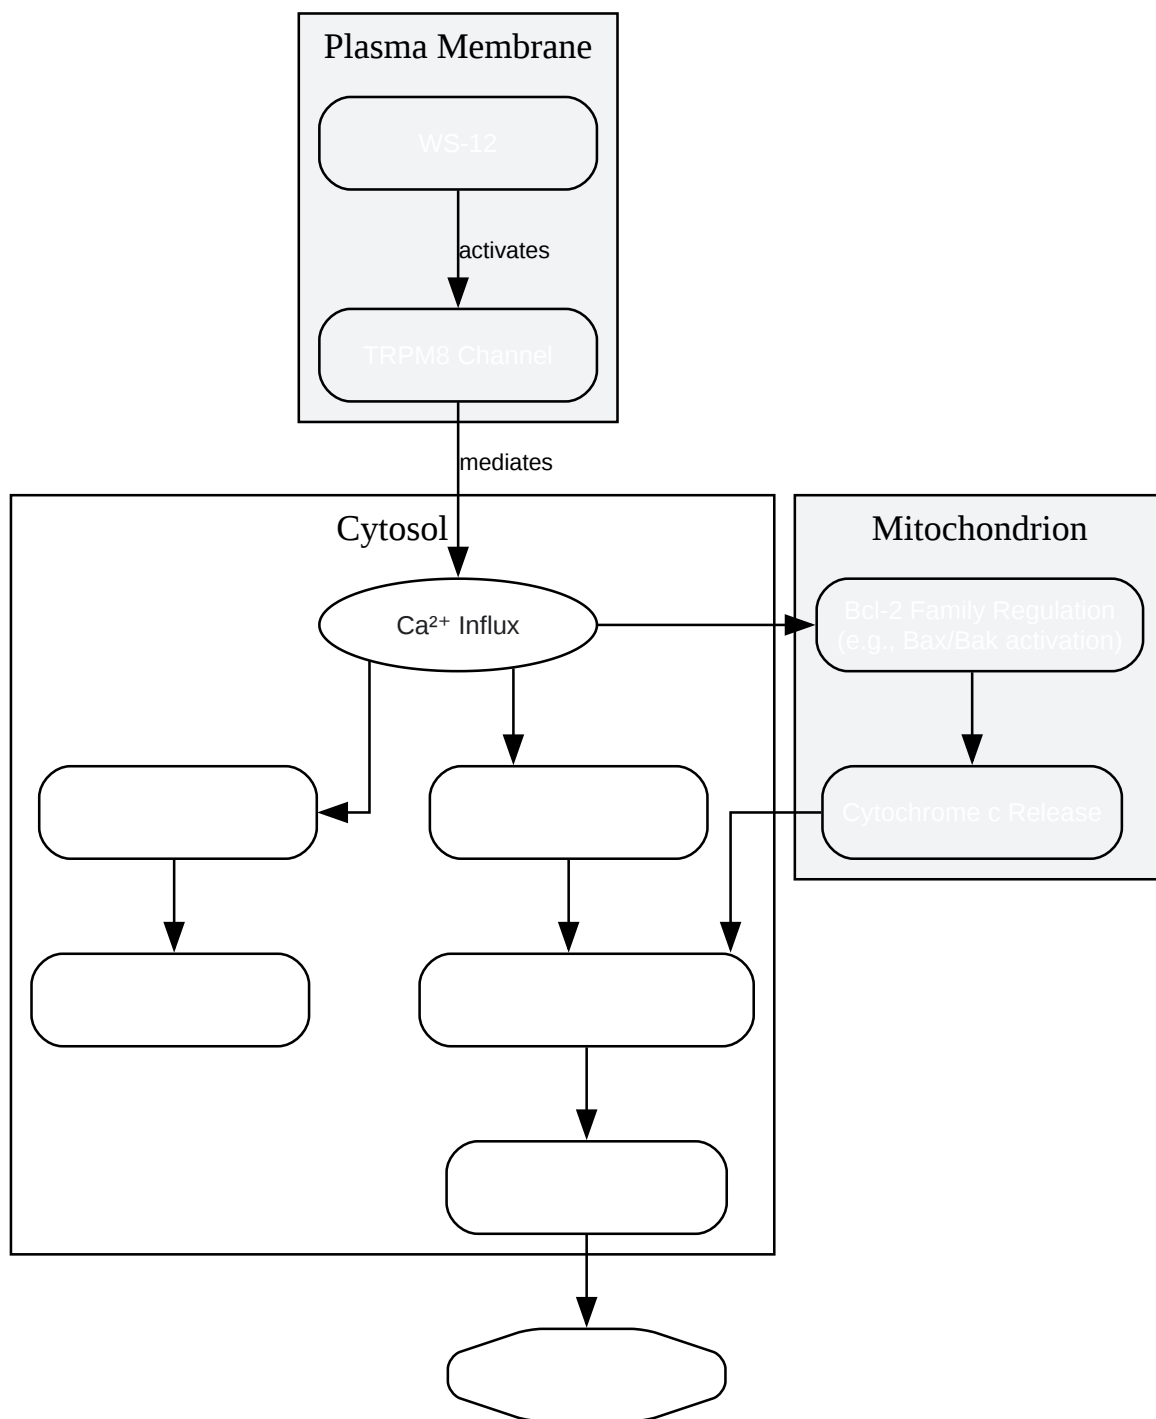 Plasma Membrane
WS-12
activates
TRPM8 Channel
mediates
Cytosol
Mitochondrion
Ca²⁺ Influx
Bcl-2 Family Regulation
(e.g., Bax/Bak activation)
Cytochrome c Release